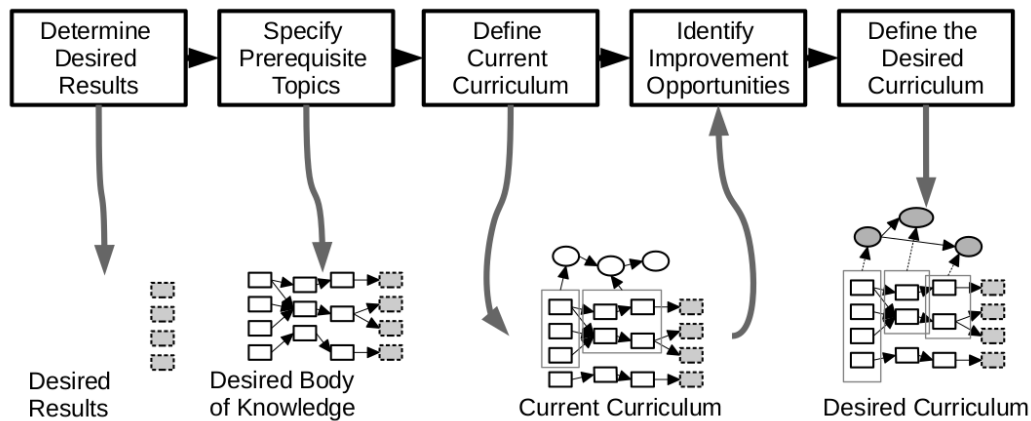 Determine
Desired
Results
Specify
Prerequisite
Topics
Define
Current
Curriculum
Identify
Improvement
Opportunities
Define the
Desired
Curriculum
Desired
Results
Desired Body
of Knowledge
Current Curriculum
Desired Curriculum